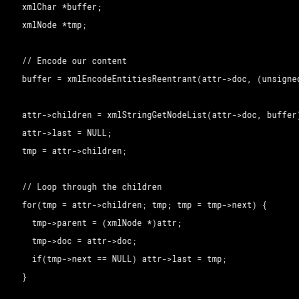 xmlChar *buffer;
xmlNode *tmp;
// Encode our content
buffer = xmlEncodeEntitiesReentrant(attr->doc, (unsigned
attr->children = xmlStringGetNodeList(attr->doc, buffer)
attr->last = NULL;
tmp = attr->children;
// Loop through the children
for(tmp = attr->children; tmp; tmp = tmp->next) {
tmp->parent = (xmlNode *)attr;
tmp->doc = attr->doc;
if(tmp->next == NULL) attr->last = tmp;
}